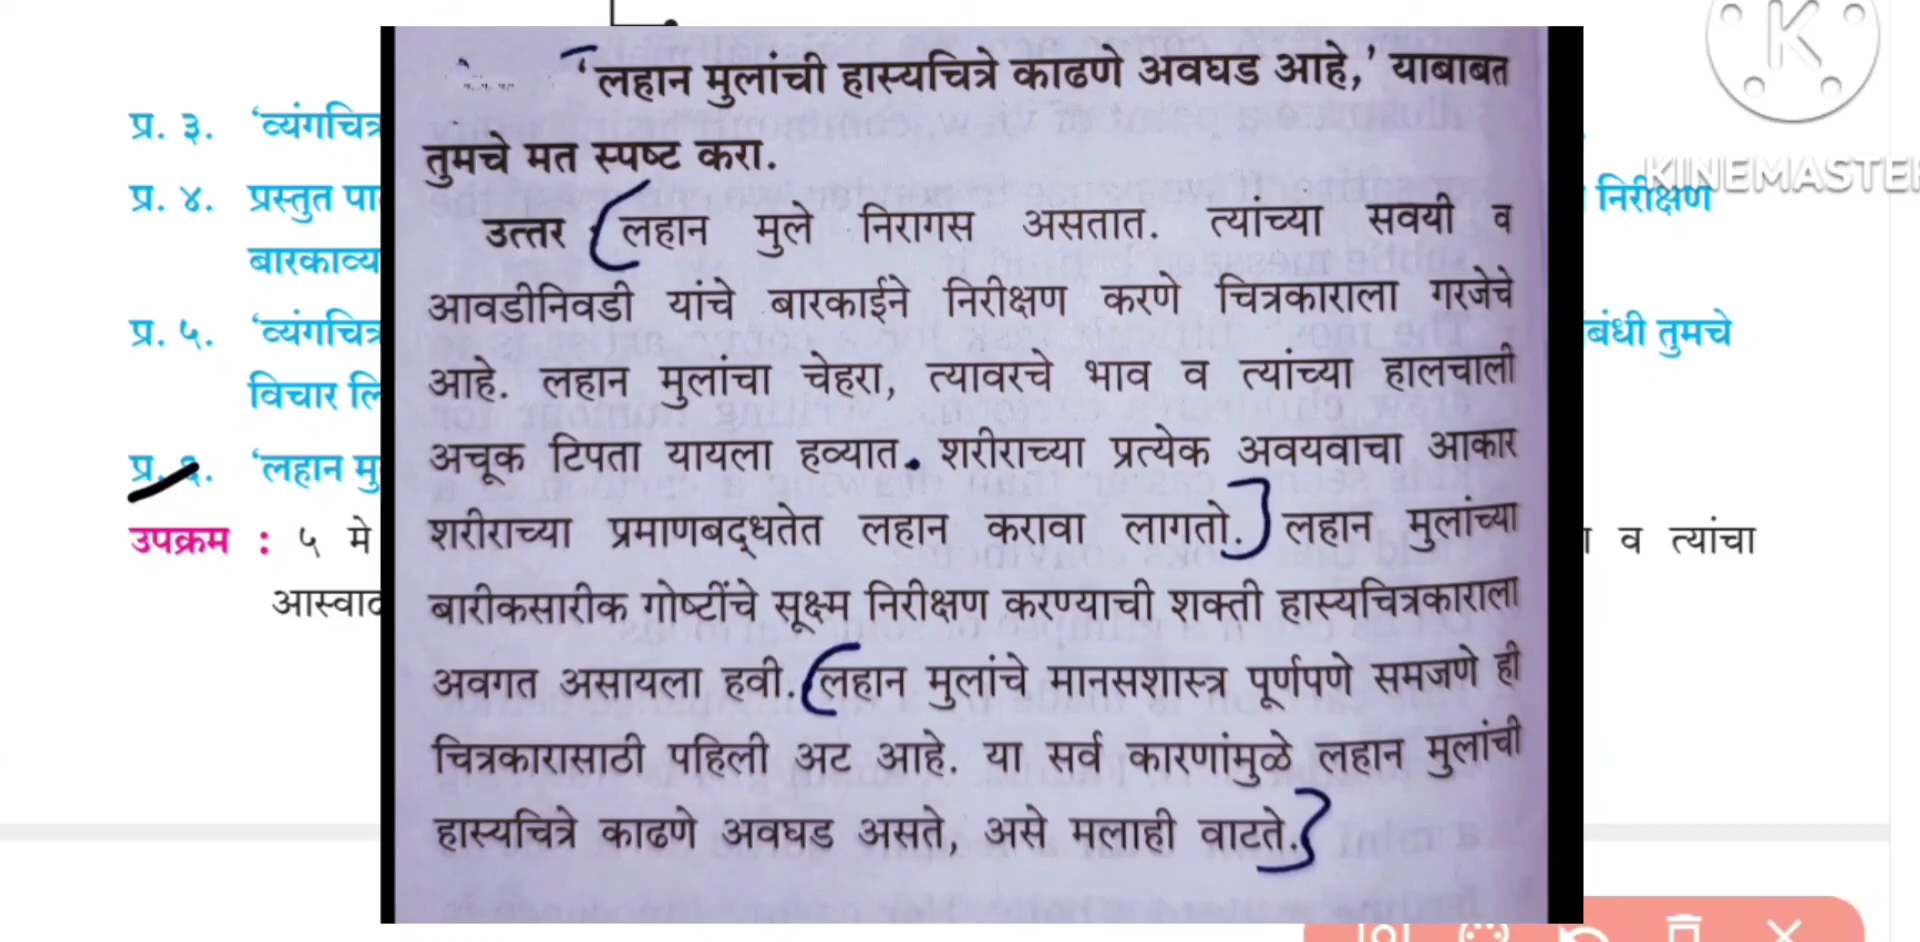 'लहान मुलांची हास्यचित्रे काढणे अवघड आहे,' याबाबत
तुमचे मत स्पष्ट करा.
उत्तर : लहान मुले निरागस असतात. त्यांच्या सवयी व
आवडीनिवडी यांचे बारकाईने निरीक्षण करणे चित्रकाराला गरजेचे
आहे. लहान मुलांचा चेहरा, त्यावरचे भाव व त्यांच्या हालचाली
अचूक टिपता यायला हव्यात. शरीराच्या प्रत्येक अवयवाचा आकार
शरीराच्या प्रमाणबद्धतेत लहान करावा लागतो. लहान मुलांच्या
बारीकसारीक गोष्टींचे सूक्ष्म निरीक्षण करण्याची शक्ती हास्यचित्रकाराला
अवगत असायला हवी. लहान मुलांचे मानसशास्त्र पूर्णपणे समजणे ही
चित्रकारासाठी पहिली अट आहे. या सर्व कारणांमुळे लहान मुलांची
हास्यचित्रे काढणे अवघड असते, असे मलाही वाटते.
प्र. ३. 'व्यंगचित्र
प्र. ४. प्रस्तुत पा
निरीक्षण
बारकाव्य
प्र. ५. 'व्यंगचित्र
बंधी तुमचे
विचार लि
प्र. ६. 'लहान मु
उपक्रम : ५ मे
व त्यांचा
आस्वाद
K
KINEMASTER